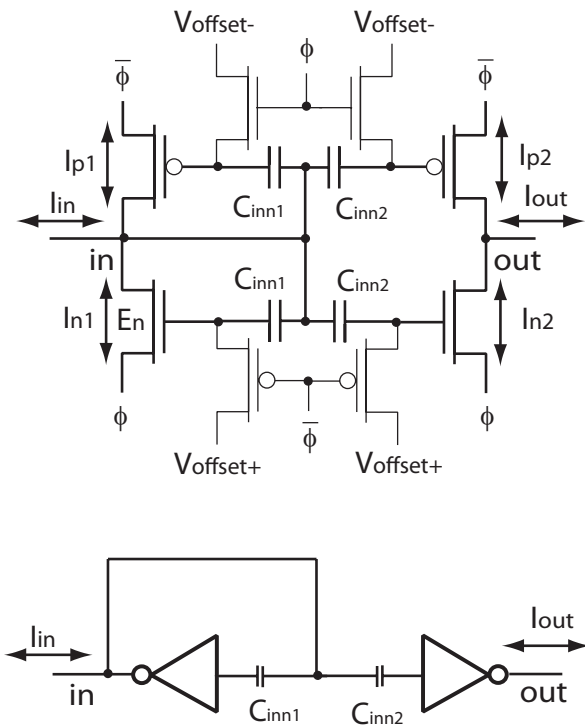 Voffset- Voffset-
ϕ̅ ϕ ϕ̅
Ip1 Ip2
Iin Cinn1 Cinn2 Iout
in out
Cinn1 Cinn2
In1 En In2
ϕ ϕ̅ ϕ
Voffset+ Voffset+
Iin Iout
in out
Cinn1 Cinn2